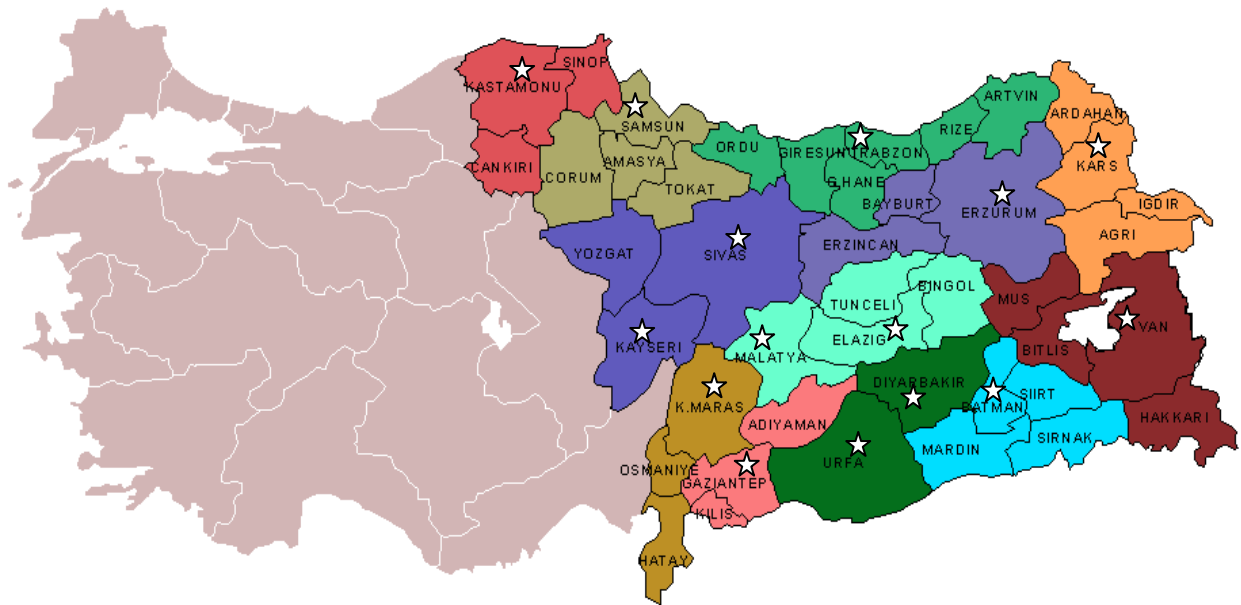 SINOP
KASTAMONU
ARTVIN
ARDAHAN
SAMSUN
RIZE
ORDU
GIRESUN
TRABZON
KARS
AMASYA
CANKIRI
CORUM
G.HANE
TOKAT
BAYBURT
IGDIR
ERZURUM
AGRI
ERZINCAN
YOZGAT
SIVAS
BINGOL
MUS
TUNCELI
VAN
ELAZIG
KAYSERI
BITLIS
MALATYA
DIYARBAKIR
SIIRT
K.MARAS
BATMAN
HAKKARI
ADIYAMAN
SIRNAK
MARDIN
URFA
OSMANIYE
GAZIANTEP
KILIS
HATAY